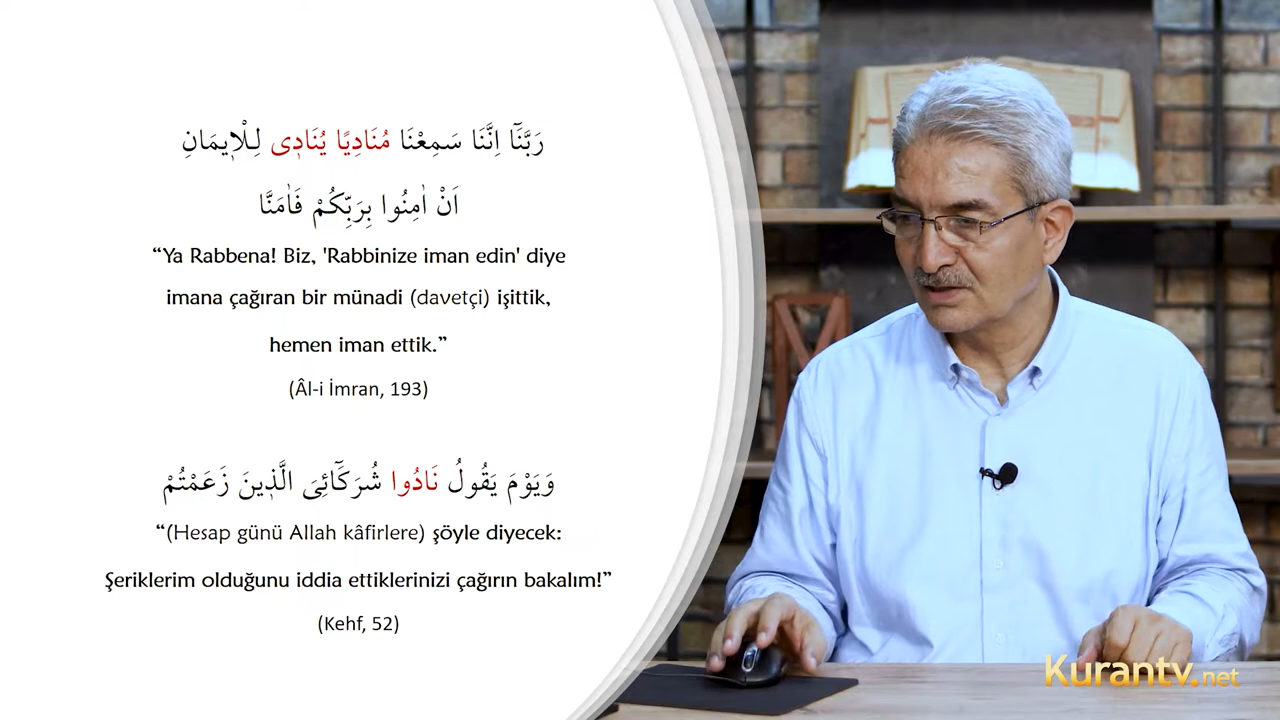 رَبَّنَٓا اِنَّنَا سَمِعْنَا مُنَادِيًا يُنَادٖى لِلْاٖيمَانِ
اَنْ اٰمِنُوا بِرَبِّكُمْ فَاٰمَنَّا
“Ya Rabbena! Biz, 'Rabbinize iman edin' diye
imana çağıran bir münadi (davetçi) işittik,
hemen iman ettik.”
(Âl-i İmran, 193)
وَيَوْمَ يَقُولُ نَادُوا شُرَكَٓائِىَ الَّذٖينَ زَعَمْتُمْ
“(Hesap günü Allah kâfirlere) şöyle diyecek:
Şeriklerim olduğunu iddia ettiklerinizi çağırın bakalım!”
(Kehf, 52)
Kurantv.net